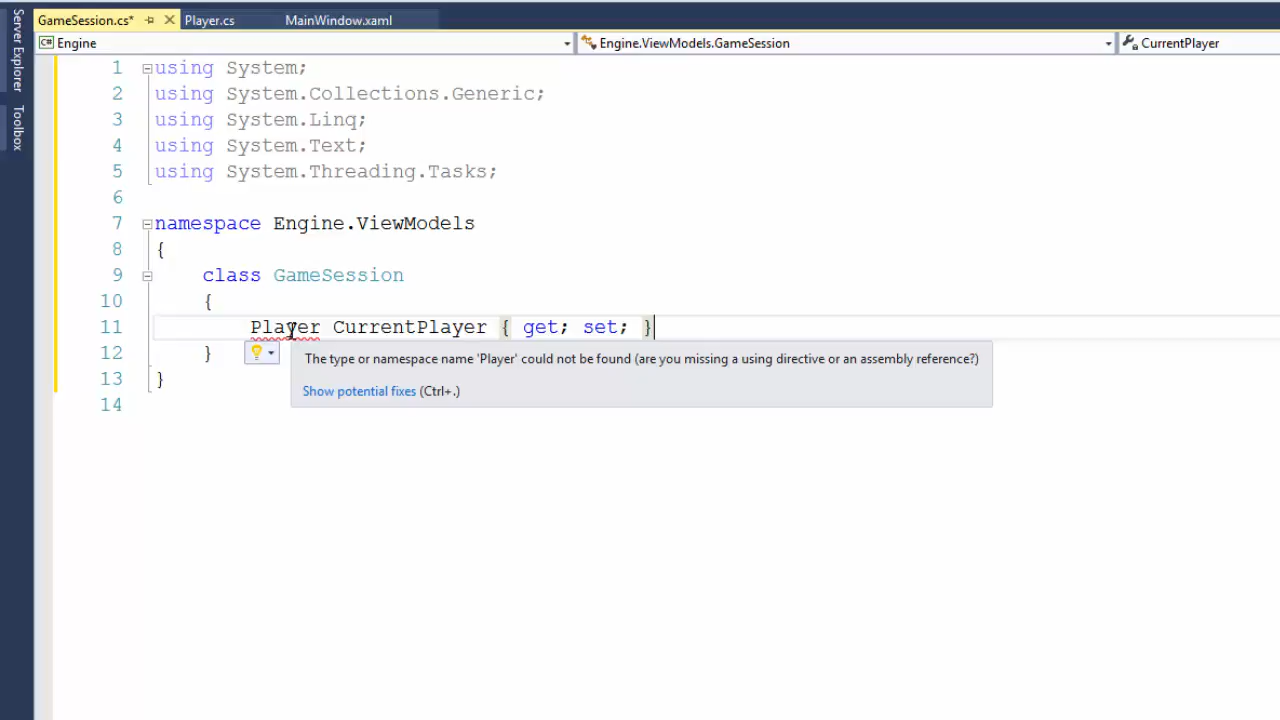 GameSession.cs* Player.cs MainWindow.xaml
Engine Engine.ViewModels.GameSession CurrentPlayer
Server Explorer
Toolbox
1 using System;
2 using System.Collections.Generic;
3 using System.Linq;
4 using System.Text;
5 using System.Threading.Tasks;
6
7 namespace Engine.ViewModels
8 {
9 class GameSession
10 {
11 Player CurrentPlayer { get; set; }
12 }
13 }
14
The type or namespace name 'Player' could not be found (are you missing a using directive or an assembly reference?)
Show potential fixes (Ctrl+.)